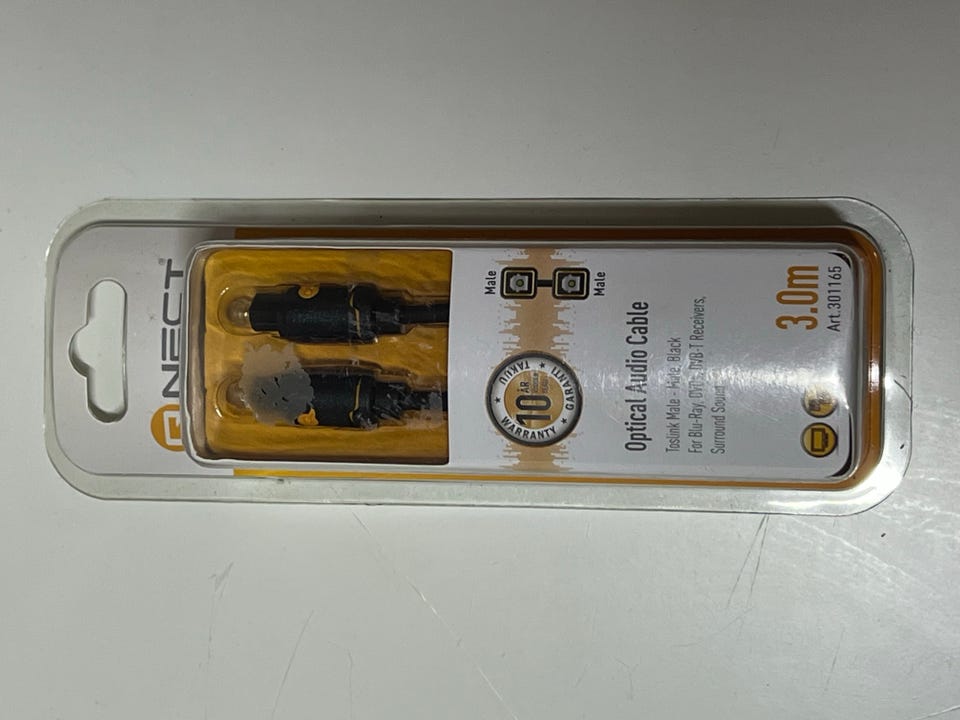 QNECT
Male
Male
TAKUU
GARANTI
WARRANTY
10 ÅR
Optical Audio Cable
Toslink Male - Male, Black
For Blu-Ray, DVD, DVB-T Receivers,
Surround Sound
3.0m
Art.301165